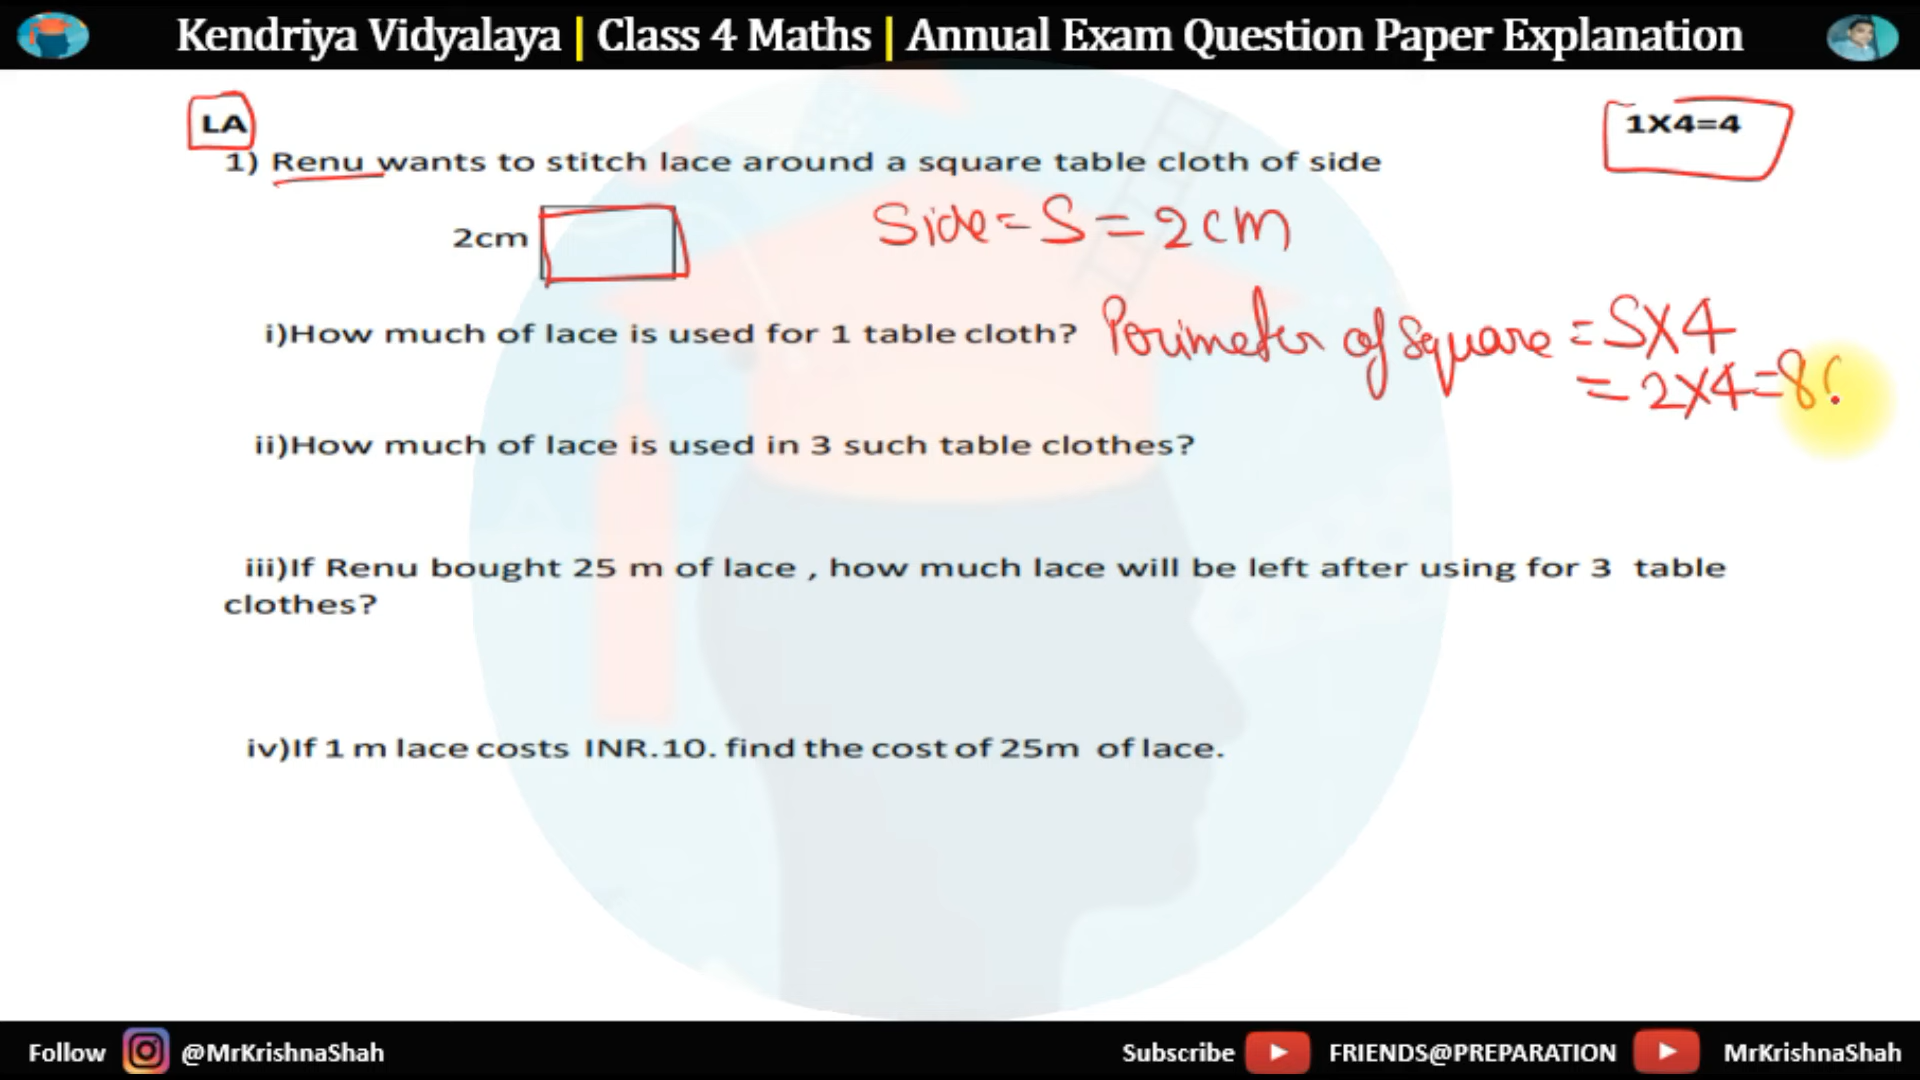 Kendriya Vidyalaya | Class 4 Maths | Annual Exam Question Paper Explanation
LA
1X4=4
1) Renu wants to stitch lace around a square table cloth of side
2cm
Side = S = 2cm
i)How much of lace is used for 1 table cloth?
Perimeter of Square = S×4
= 2×4=8
ii)How much of lace is used in 3 such table clothes?
iii)If Renu bought 25 m of lace , how much lace will be left after using for 3 table
clothes?
iv)If 1 m lace costs INR.10. find the cost of 25m of lace.
Follow @MrKrishnaShah Subscribe FRIENDS@PREPARATION MrKrishnaShah